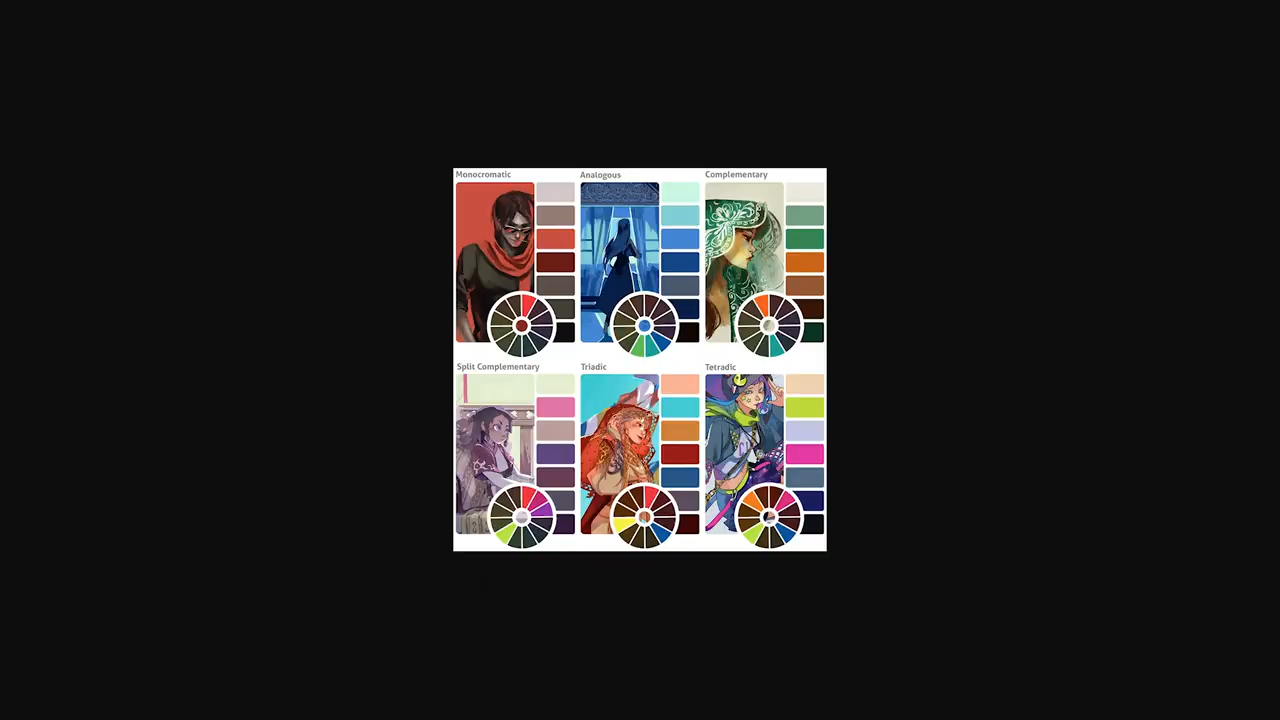 Monocromatic
Analogous
Complementary
Split Complementary
Triadic
Tetradic